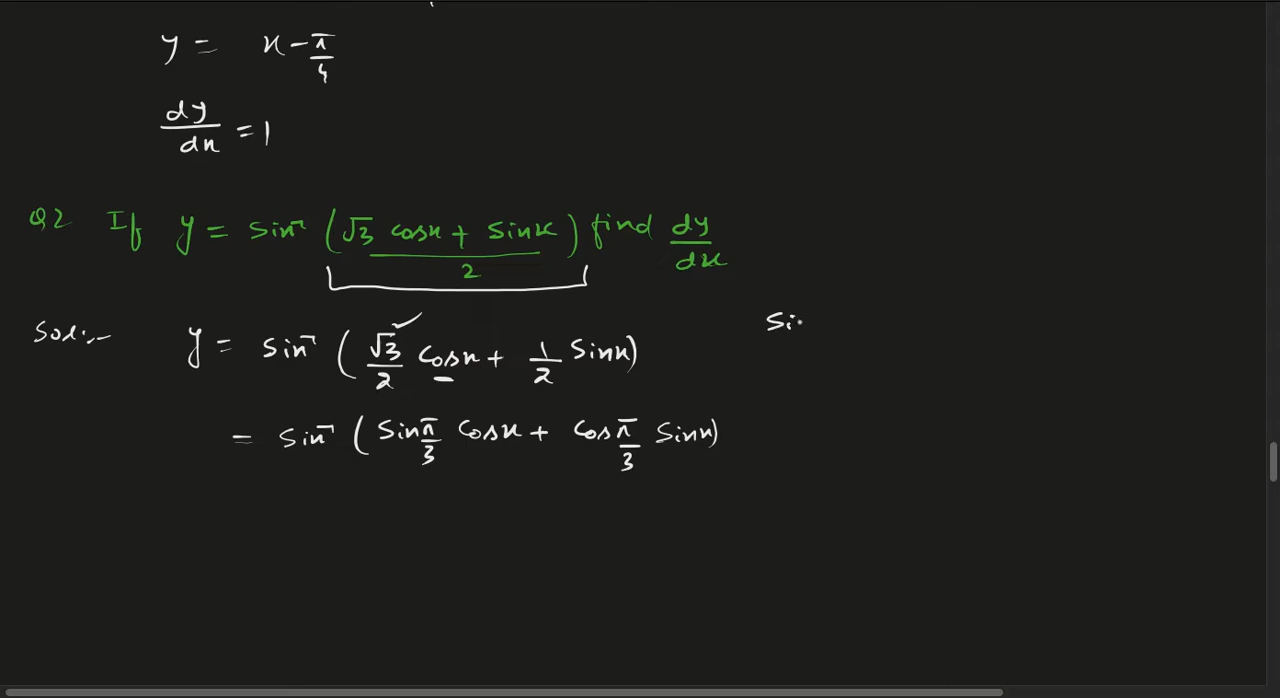 y = x - π/4
dy/dx = 1
Q2 If y = sin⁻¹ (√3 cosx + sinx / 2) find dy/dx
Sol:- y = sin⁻¹ (√3/2 cosx + 1/2 sinx)
Si
= sin⁻¹ (sin π/3 cosx + cos π/3 sinx)